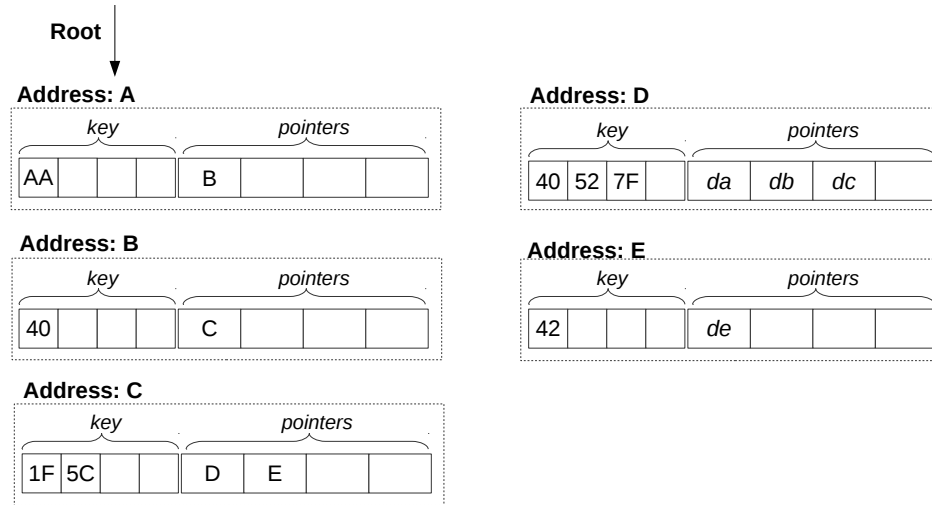 Root
Address: A
key pointers
AA B
Address: B
key pointers
40 C
Address: C
key pointers
1F 5C D E
Address: D
key pointers
40 52 7F da db dc
Address: E
key pointers
42 de